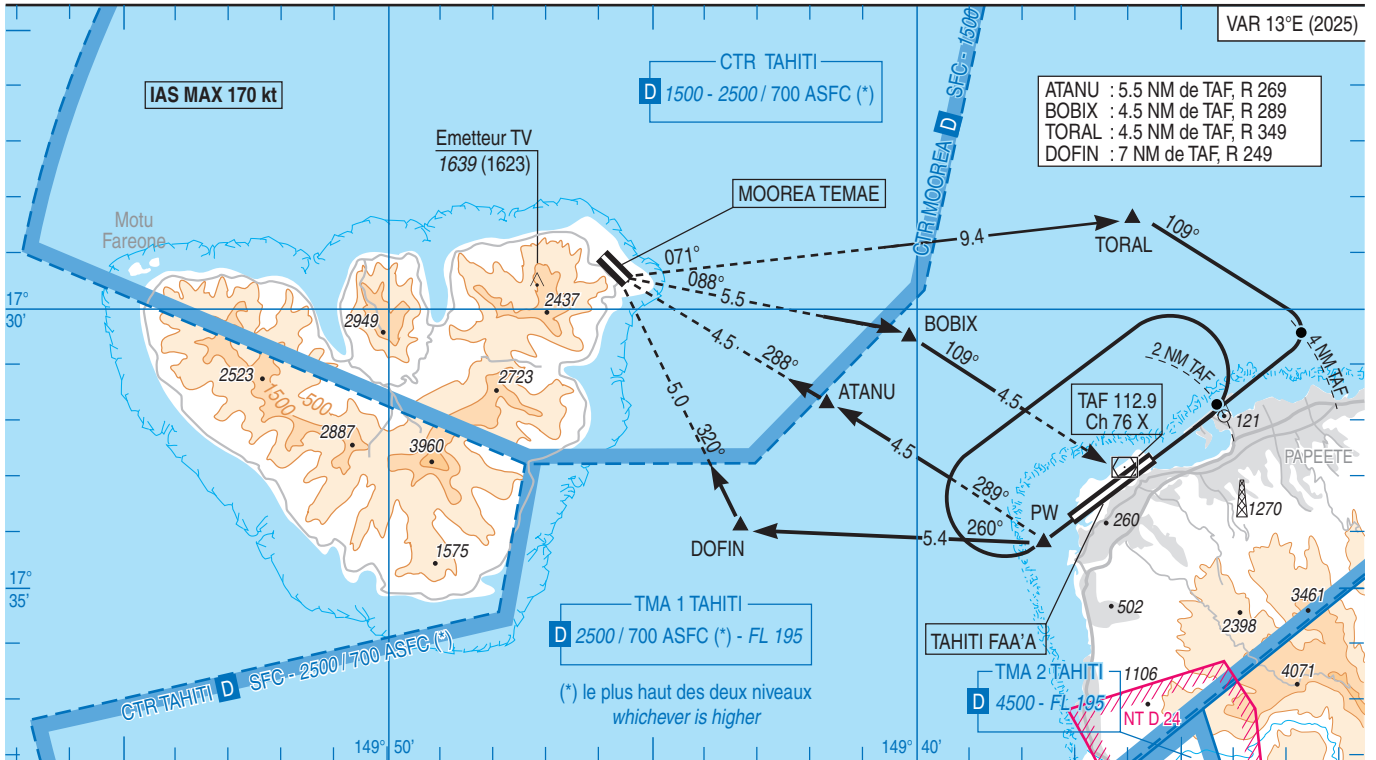 VAR 13°E (2025)
IAS MAX 170 kt
CTR TAHITI
D 1500 - 2500 / 700 ASFC (*)
CTR MOOREA D SFC - 1500
ATANU : 5.5 NM de TAF, R 269
BOBIX : 4.5 NM de TAF, R 289
TORAL : 4.5 NM de TAF, R 349
DOFIN : 7 NM de TAF, R 249
Emetteur TV
1639 (1623)
MOOREA TEMAE
Motu
Fareone
TORAL
071°
9.4
109°
088°
5.5
2437
2949
17°
30'
BOBIX
109°
4.5
4.5
288°
ATANU
2 NM TAF
4 NM TAF
2523
1500
500
2723
2887
3960
5.0
320°
4.5
289°
TAF 112.9
Ch 76 X
121
PAPEETE
PW
260
1270
DOFIN
5.4
260°
1575
17°
35'
502
3461
2398
TAHITI FAA'A
TMA 1 TAHITI
D 2500 / 700 ASFC (*) - FL 195
(*) le plus haut des deux niveaux
whichever is higher
CTR TAHITI D SFC - 2500 / 700 ASFC (*)
TMA 2 TAHITI
D 4500 - FL 195
1106
4071
NT D 24
149° 50'
149° 40'